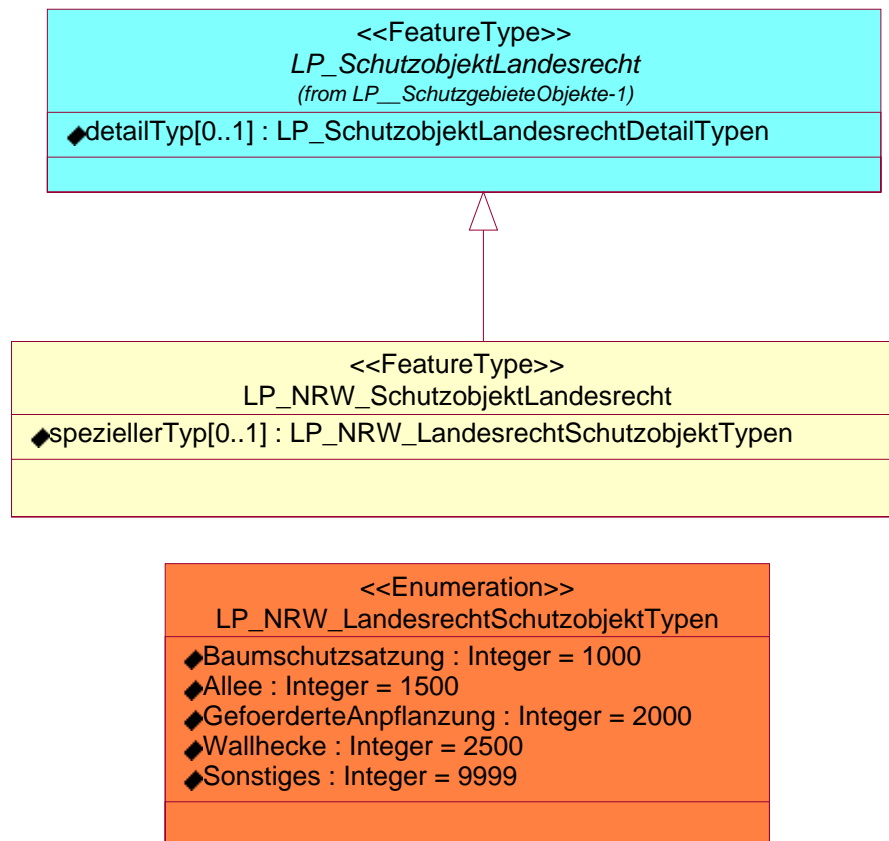 <<FeatureType>>
LP_SchutzobjektLandesrecht
(from LP__SchutzgebieteObjekte-1)
detailTyp[0..1] : LP_SchutzobjektLandesrechtDetailTypen
<<FeatureType>>
LP_NRW_SchutzobjektLandesrecht
speziellerTyp[0..1] : LP_NRW_LandesrechtSchutzobjektTypen
<<Enumeration>>
LP_NRW_LandesrechtSchutzobjektTypen
Baumschutzsatzung : Integer = 1000
Allee : Integer = 1500
GefoerderteAnpflanzung : Integer = 2000
Wallhecke : Integer = 2500
Sonstiges : Integer = 9999